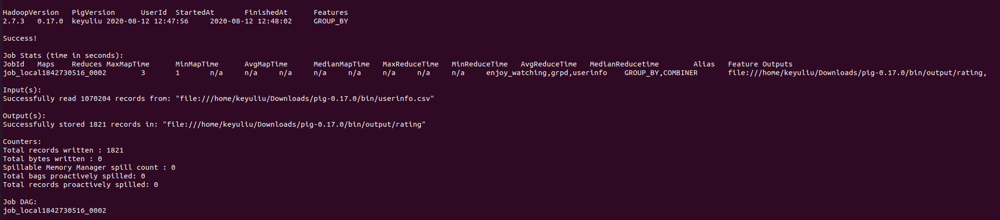 HadoopVersion PigVersion UserId StartedAt FinishedAt Features
2.7.3 0.17.0 keyuliu 2020-08-12 12:47:56 2020-08-12 12:48:02 GROUP_BY
Success!
Job Stats (time in seconds):
JobId Maps Reduces MaxMapTime MinMapTime AvgMapTime MedianMapTime MaxReduceTime MinReduceTime AvgReduceTime MedianReducetime Alias Feature Outputs
job_local1842730516_0002 3 1 n/a n/a n/a n/a n/a n/a n/a n/a enjoy_watching,grpd,userinfo GROUP_BY,COMBINER file:///home/keyuliu/Downloads/pig-0.17.0/bin/output/rating,
Input(s):
Successfully read 1070204 records from: "file:///home/keyuliu/Downloads/pig-0.17.0/bin/userinfo.csv"
Output(s):
Successfully stored 1821 records in: "file:///home/keyuliu/Downloads/pig-0.17.0/bin/output/rating"
Counters:
Total records written : 1821
Total bytes written : 0
Spillable Memory Manager spill count : 0
Total bags proactively spilled: 0
Total records proactively spilled: 0
Job DAG:
job_local1842730516_0002